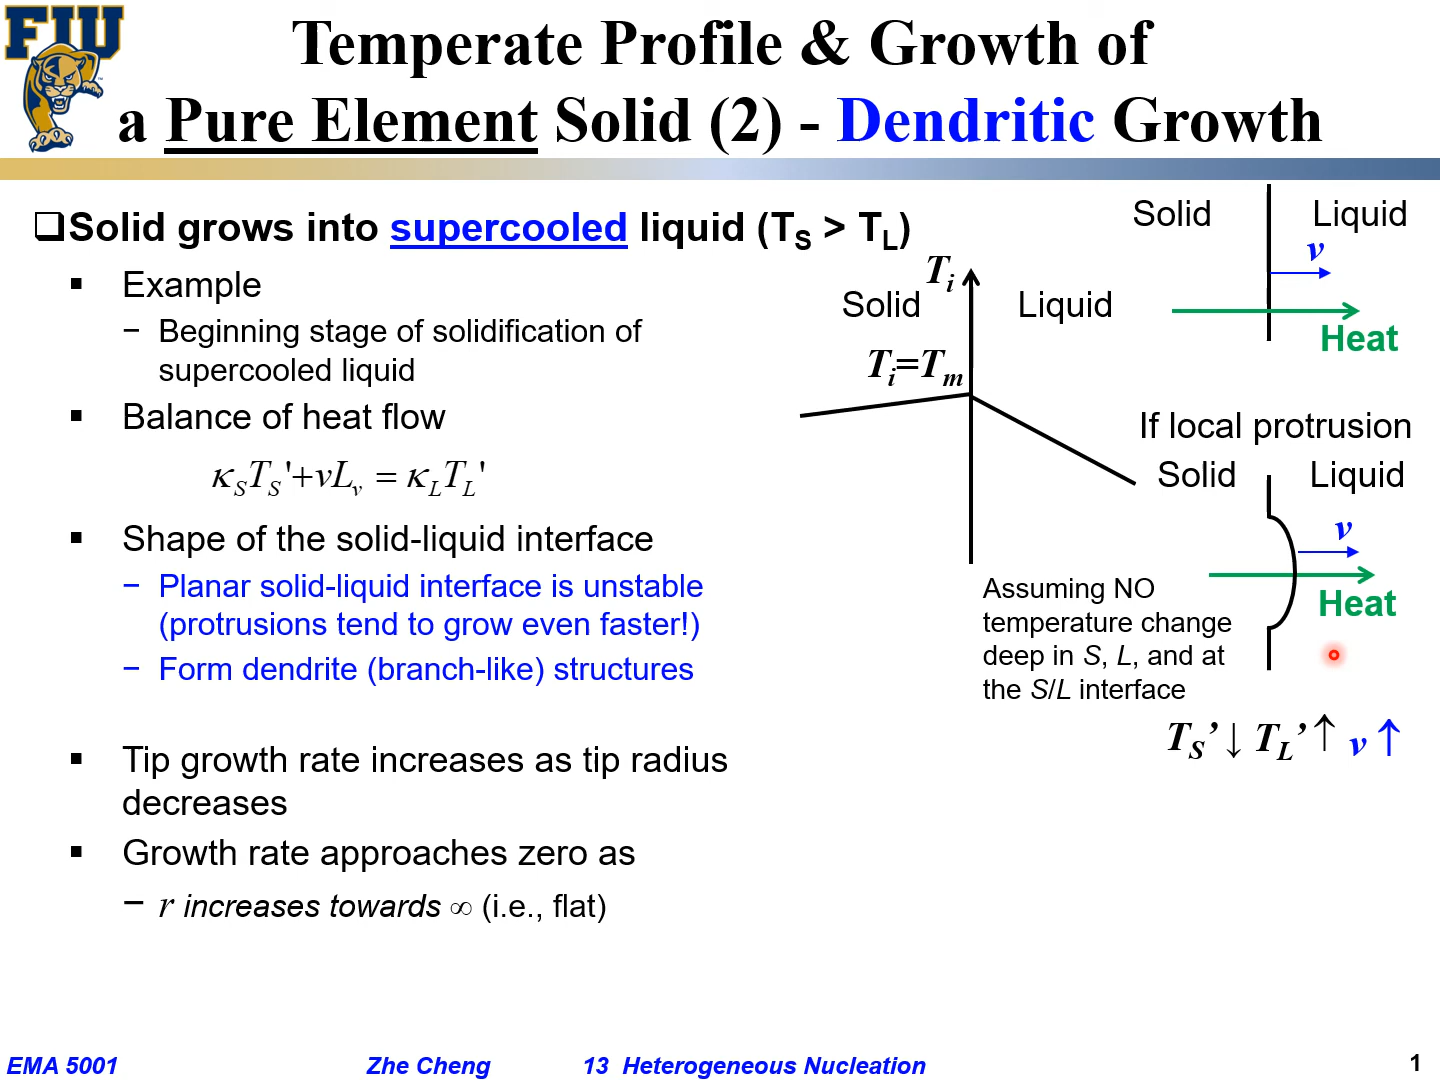 FIU
Temperate Profile & Growth of
a Pure Element Solid (2) - Dendritic Growth
❑Solid grows into supercooled liquid (T_S > T_L)
▪ Example
− Beginning stage of solidification of
supercooled liquid
▪ Balance of heat flow
κ_S T_S' + vL_v = κ_L T_L'
▪ Shape of the solid-liquid interface
− Planar solid-liquid interface is unstable
(protrusions tend to grow even faster!)
− Form dendrite (branch-like) structures
▪ Tip growth rate increases as tip radius
decreases
▪ Growth rate approaches zero as
− r increases towards ∞ (i.e., flat)
T_i
Solid Liquid
T_i=T_m
Solid Liquid
v
Heat
If local protrusion
Solid Liquid
v
Heat
Assuming NO
temperature change
deep in S, L, and at
the S/L interface
T_S’ ↓ T_L’ ↑ v ↑
EMA 5001 Zhe Cheng 13 Heterogeneous Nucleation 1